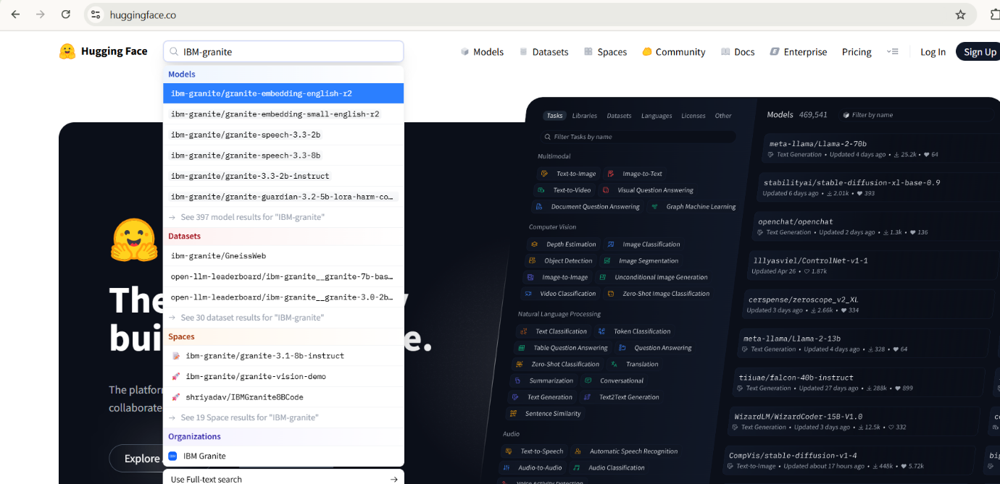 huggingface.co
Hugging Face
IBM-granite
Models
Datasets
Spaces
Community
Docs
Enterprise
Pricing
Log In
Sign Up
Models
ibm-granite/granite-embedding-english-r2
ibm-granite/granite-embedding-small-english-r2
ibm-granite/granite-speech-3.3-2b
ibm-granite/granite-speech-3.3-8b
ibm-granite/granite-3.3-2b-instruct
ibm-granite/granite-guardian-3.2-5b-lora-harm-co…
→ See 397 model results for "IBM-granite"
Datasets
ibm-granite/GneissWeb
open-llm-leaderboard/ibm-granite__granite-7b-bas…
open-llm-leaderboard/ibm-granite__granite-3.0-2b…
→ See 30 dataset results for "IBM-granite"
Spaces
ibm-granite/granite-3.1-8b-instruct
ibm-granite/granite-vision-demo
shriyadav/IBMGranite8BCode
→ See 19 Space results for "IBM-granite"
Organizations
IBM Granite
Use Full-text search →
The
bui
e.
The platfor
collaborate
Explore
Tasks Libraries Datasets Languages Licenses Other
Filter Tasks by name
Multimodal
Text-to-Image Image-to-Text
Text-to-Video Visual Question Answering
Document Question Answering Graph Machine Learning
Computer Vision
Depth Estimation Image Classification
Object Detection Image Segmentation
Image-to-Image Unconditional Image Generation
Video Classification Zero-Shot Image Classification
Natural Language Processing
Text Classification Token Classification
Table Question Answering Question Answering
Zero-Shot Classification Translation
Summarization Conversational
Text Generation Text2Text Generation
Sentence Similarity
Audio
Text-to-Speech Automatic Speech Recognition
Audio-to-Audio Audio Classification
Voice Activity Detection
Models 469,541 Filter by name
meta-llama/Llama-2-70b
Text Generation • Updated 4 days ago • 25.2k • 64
stabilityai/stable-diffusion-xl-base-0.9
Updated 6 days ago • 2.01k • 393
openchat/openchat
Text Generation • Updated 2 days ago • 1.3k • 136
lllyasviel/ControlNet-v1-1
Updated Apr 26 • 1.87k
cerspense/zeroscope_v2_XL
Updated 3 days ago • 2.66k • 334
meta-llama/Llama-2-13b
Text Generation • Updated 4 days ago • 328 • 64
tiiuae/falcon-40b-instruct
Text Generation • Updated 27 days ago • 288k • 899
WizardLM/WizardCoder-15B-V1.0
Text Generation • Updated 3 days ago • 12.5k • 332
CompVis/stable-diffusion-v1-4
Text-to-Image • Updated about 17 hours ago • 448k • 5.72k